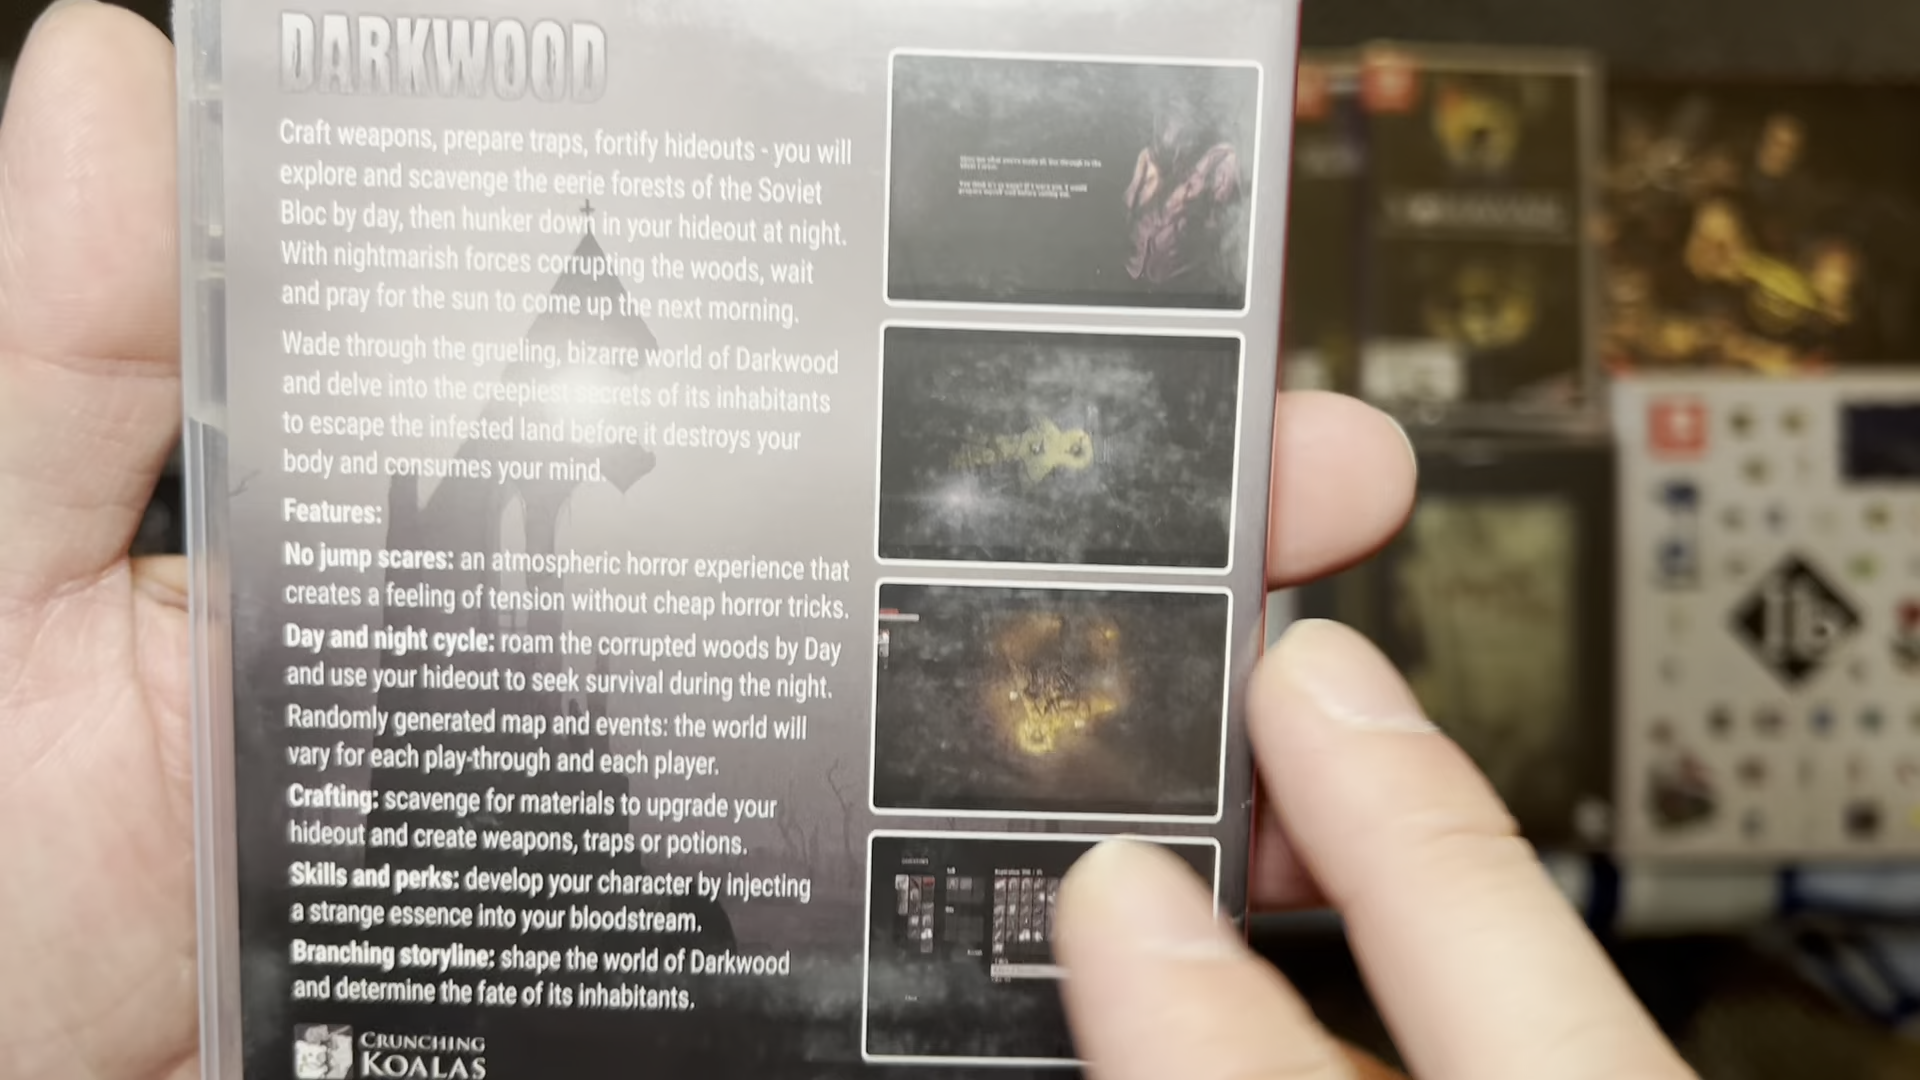 DARKWOOD
Craft weapons, prepare traps, fortify hideouts - you will
explore and scavenge the eerie forests of the Soviet
Bloc by day, then hunker down in your hideout at night.
With nightmarish forces corrupting the woods, wait
and pray for the sun to come up the next morning.
Wade through the grueling, bizarre world of Darkwood
and delve into the creepiest secrets of its inhabitants
to escape the infested land before it destroys your
body and consumes your mind.
Features:
No jump scares: an atmospheric horror experience that
creates a feeling of tension without cheap horror tricks.
Day and night cycle: roam the corrupted woods by Day
and use your hideout to seek survival during the night.
Randomly generated map and events: the world will
vary for each play-through and each player.
Crafting: scavenge for materials to upgrade your
hideout and create weapons, traps or potions.
Skills and perks: develop your character by injecting
a strange essence into your bloodstream.
Branching storyline: shape the world of Darkwood
and determine the fate of its inhabitants.
CRUNCHING
KOALAS